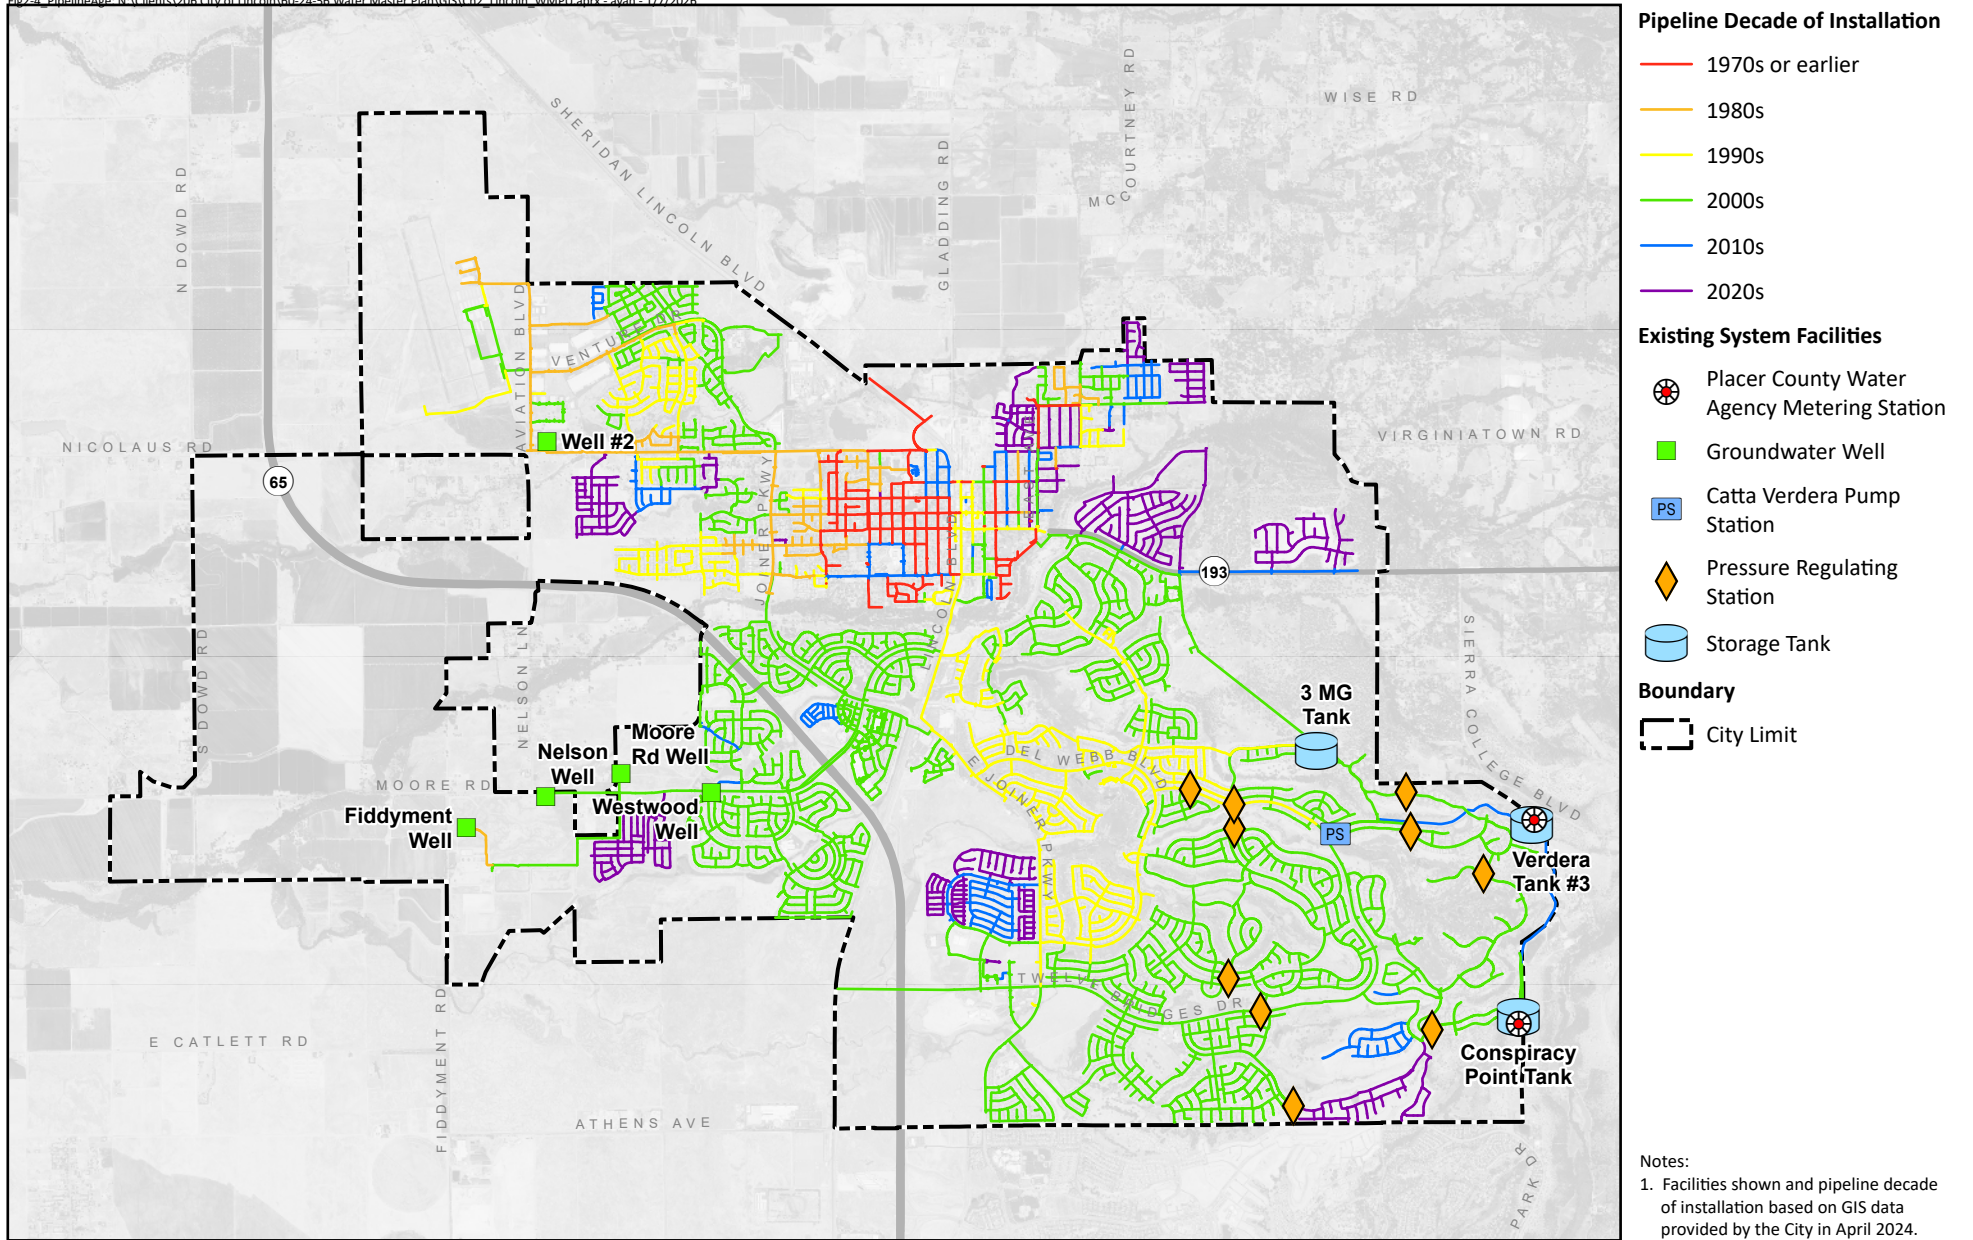 Pipeline Decade of Installation
1970s or earlier
1980s
1990s
2000s
2010s
2020s
Existing System Facilities
Placer County Water
Agency Metering Station
Groundwater Well
PS
Catta Verdera Pump
Station
Pressure Regulating
Station
Storage Tank
Boundary
City Limit
Notes:
1. Facilities shown and pipeline decade
of installation based on GIS data
provided by the City in April 2024.
WISE RD
MCCOURTNEY RD
SHERIDAN LINCOLN BLVD
GLADDING RD
N DOWD RD
AVIATION BLVD
VENTURE DR
NICOLAUS RD
65
Well #2
JOINER PKWY
EAST AVE
VIRGINIATOWN RD
193
LINCOLN BLVD
S DOWD RD
NELSON LN
SIERRA COLLEGE BLVD
3 MG
Tank
Moore
Rd Well
Nelson
Well
MOORE RD
Westwood
Well
Fiddyment
Well
DEL WEBB BLVD
E JOINER PKWY
PS
Verdera
Tank #3
TWELVE BRIDGES DR
Conspiracy
Point Tank
E CATLETT RD
FIDDYMENT RD
ATHENS AVE
PARK DR